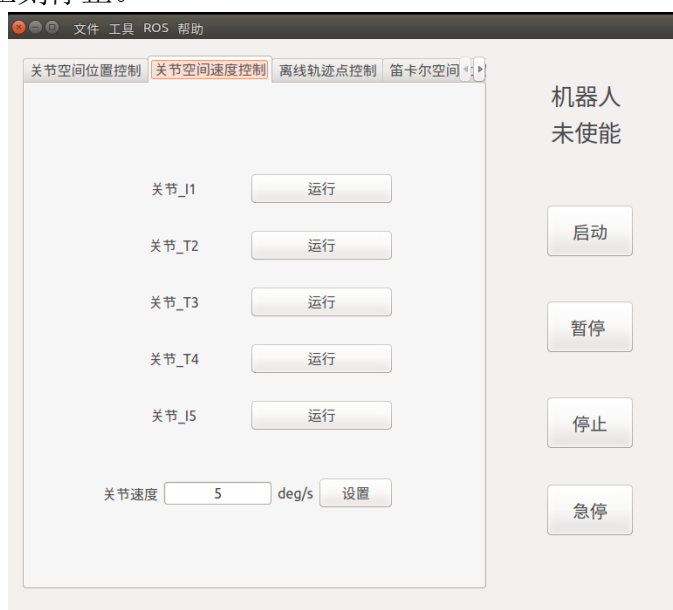 立刻停止。
文件 工具 ROS 帮助
关节空间位置控制 关节空间速度控制 离线轨迹点控制 笛卡尔空间
机器人
未使能
关节_I1 运行
启动
关节_T2 运行
关节_T3 运行
暂停
关节_T4 运行
关节_I5 运行
停止
关节速度 5 deg/s 设置
急停